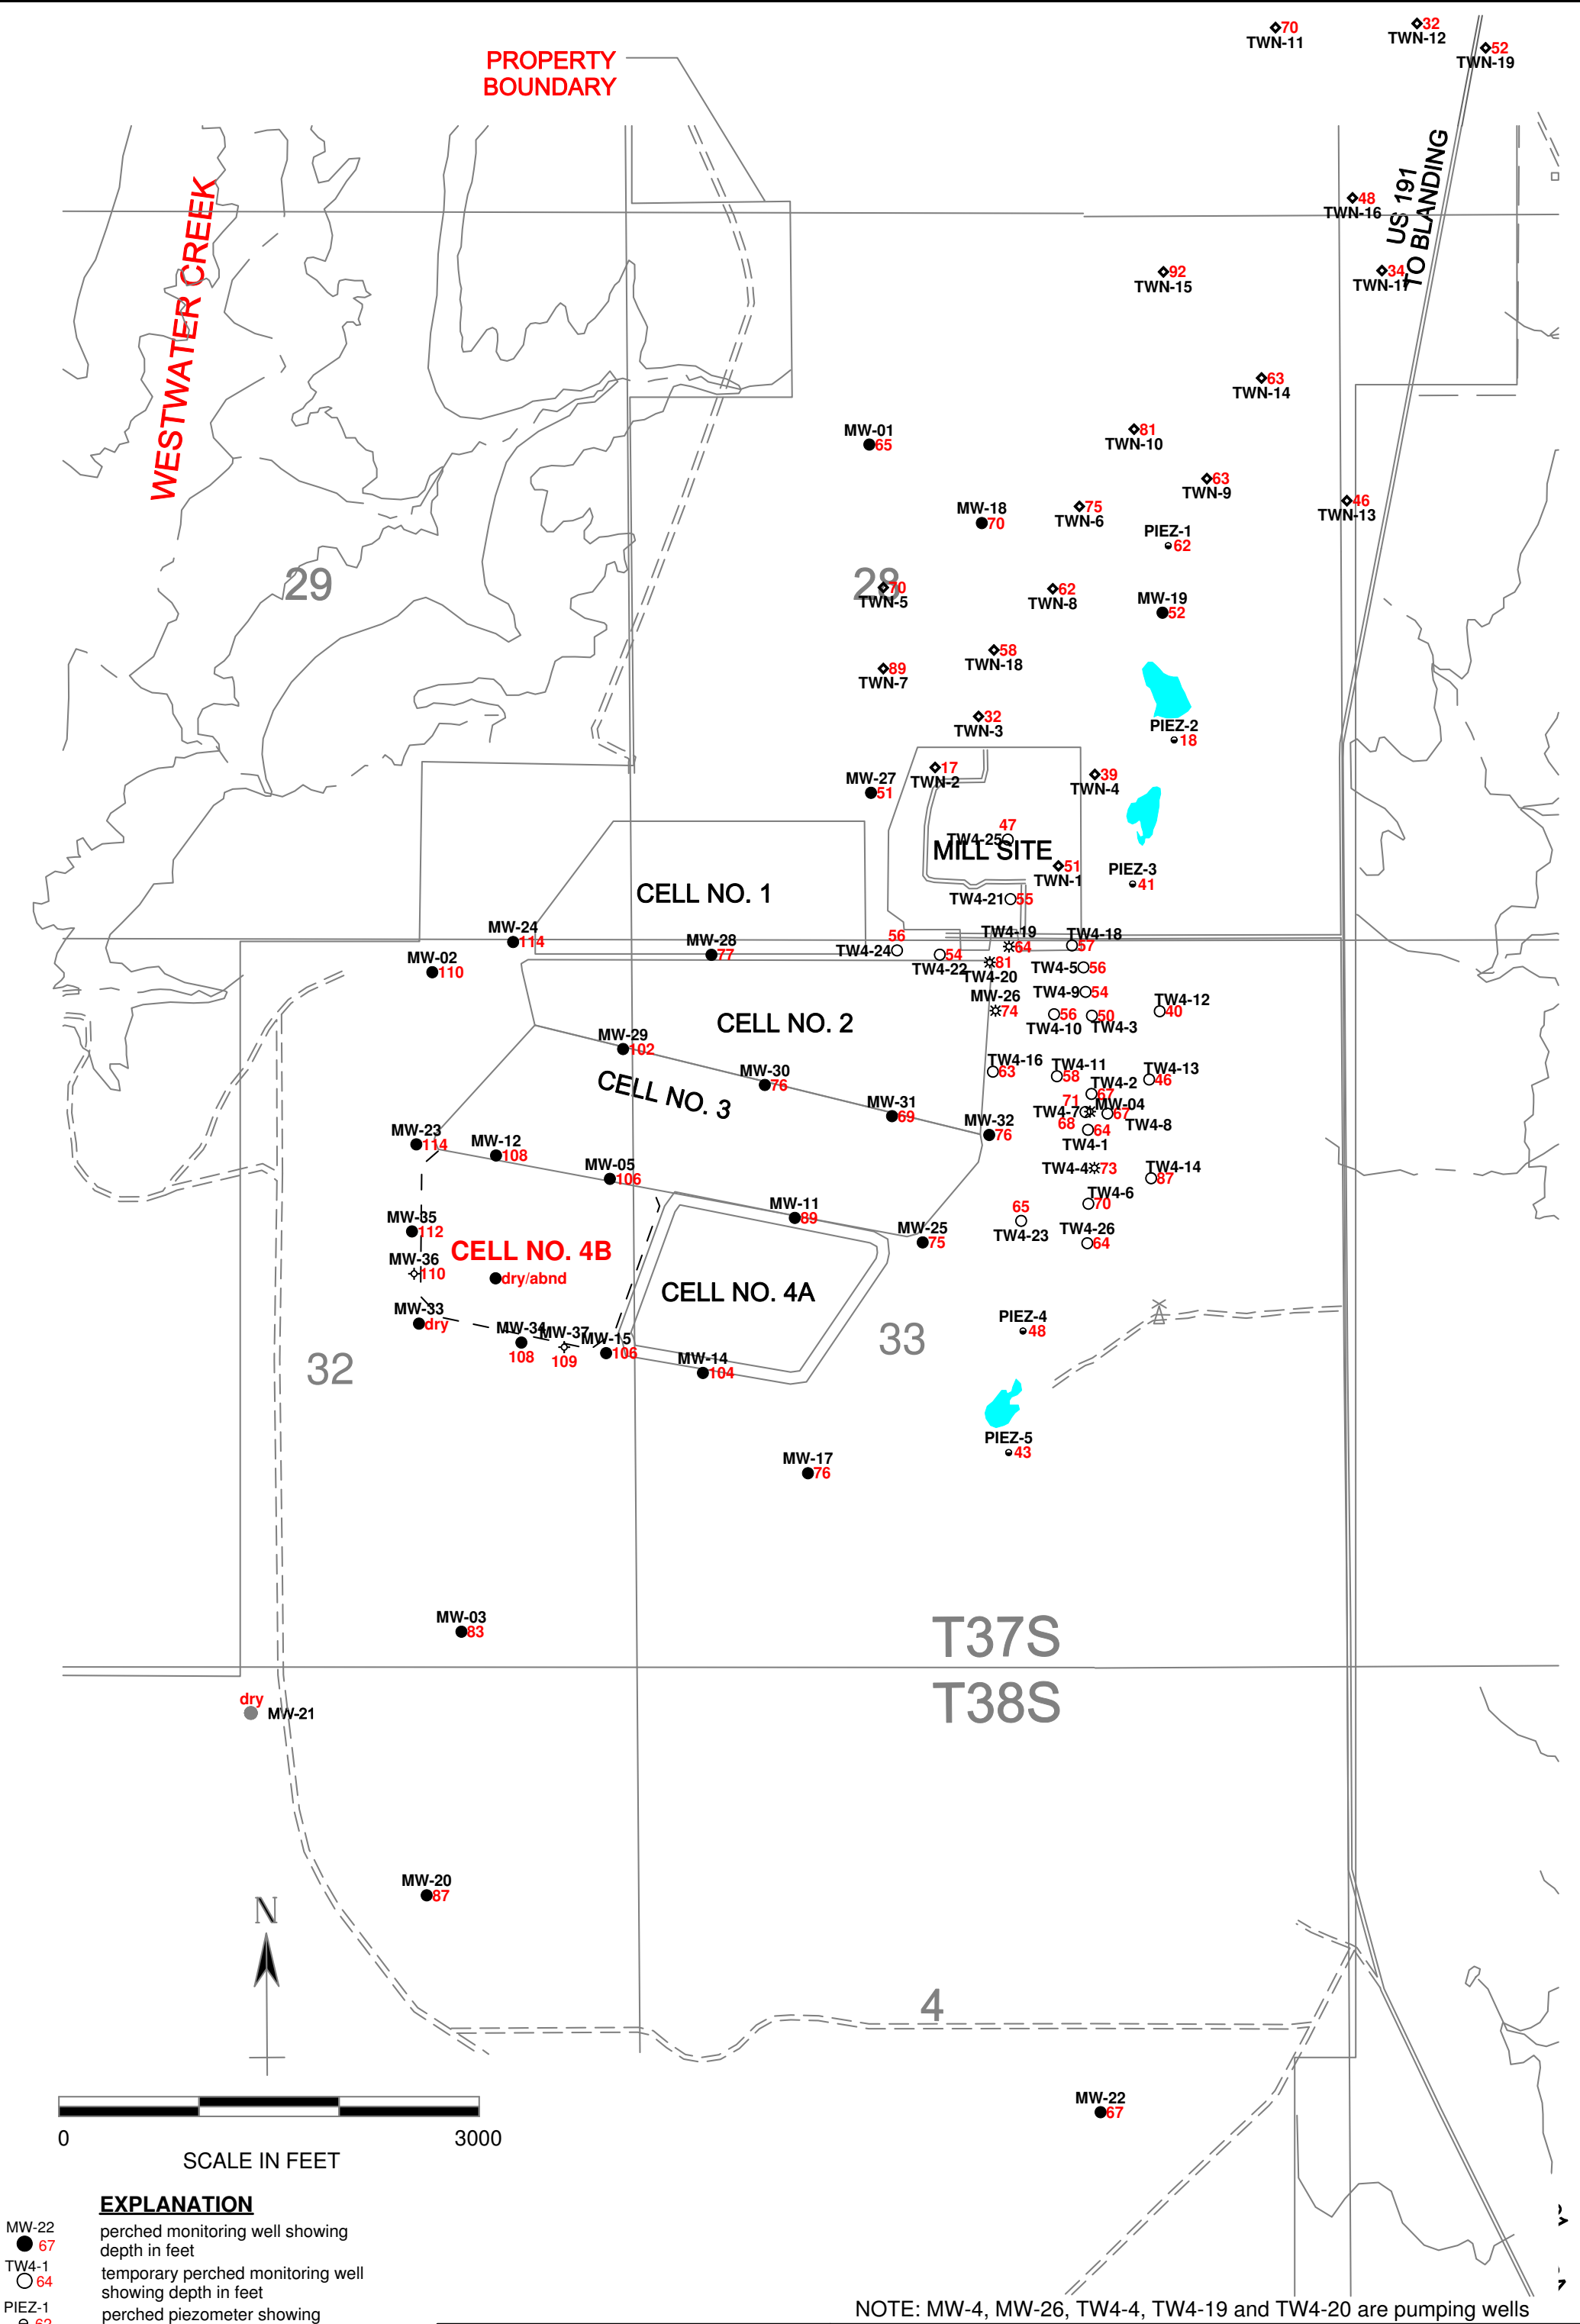 70
TWN-11
32
TWN-12
52
TWN-19
PROPERTY
BOUNDARY
US 191
TO BLANDING
WESTWATER CREEK
48
TWN-16
34
TWN-17
92
TWN-15
63
TWN-14
MW-01
65
81
TWN-10
63
TWN-9
46
TWN-13
MW-18
70
75
TWN-6
PIEZ-1
62
29
28
70
TWN-5
62
TWN-8
MW-19
52
58
TWN-18
89
TWN-7
32
TWN-3
PIEZ-2
18
17
TWN-2
MW-27
51
39
TWN-4
47
TW4-25
MILL SITE
51
TWN-1
PIEZ-3
41
CELL NO. 1
TW4-21
55
MW-24
114
MW-28
77
56
TW4-24
54
TW4-22
TW4-19
64
TW4-18
57
MW-02
110
81
TW4-20
TW4-5
56
MW-26
74
TW4-9
54
TW4-12
40
CELL NO. 2
56
TW4-10
50
TW4-3
MW-29
102
MW-30
76
CELL NO. 3
TW4-16
63
TW4-11
58
TW4-13
46
TW4-2
67
MW-31
69
71
MW-04
TW4-7
67
68
TW4-8
MW-32
76
64
TW4-1
MW-23
114
MW-12
108
MW-05
106
TW4-4
73
TW4-14
87
TW4-6
70
MW-11
89
65
TW4-23
MW-35
112
MW-25
75
TW4-26
64
CELL NO. 4B
MW-36
110
dry/abnd
CELL NO. 4A
MW-33
dry
PIEZ-4
48
MW-34
108
MW-37
109
MW-15
106
33
32
MW-14
104
PIEZ-5
43
MW-17
76
MW-03
83
T37S
T38S
dry
MW-21
MW-20
87
N
4
MW-22
67
0
3000
SCALE IN FEET
EXPLANATION
MW-22
67
perched monitoring well showing
depth in feet
TW4-1
64
temporary perched monitoring well
showing depth in feet
PIEZ-1
perched piezometer showing
NOTE: MW-4, MW-26, TW4-4, TW4-19 and TW4-20 are pumping wells